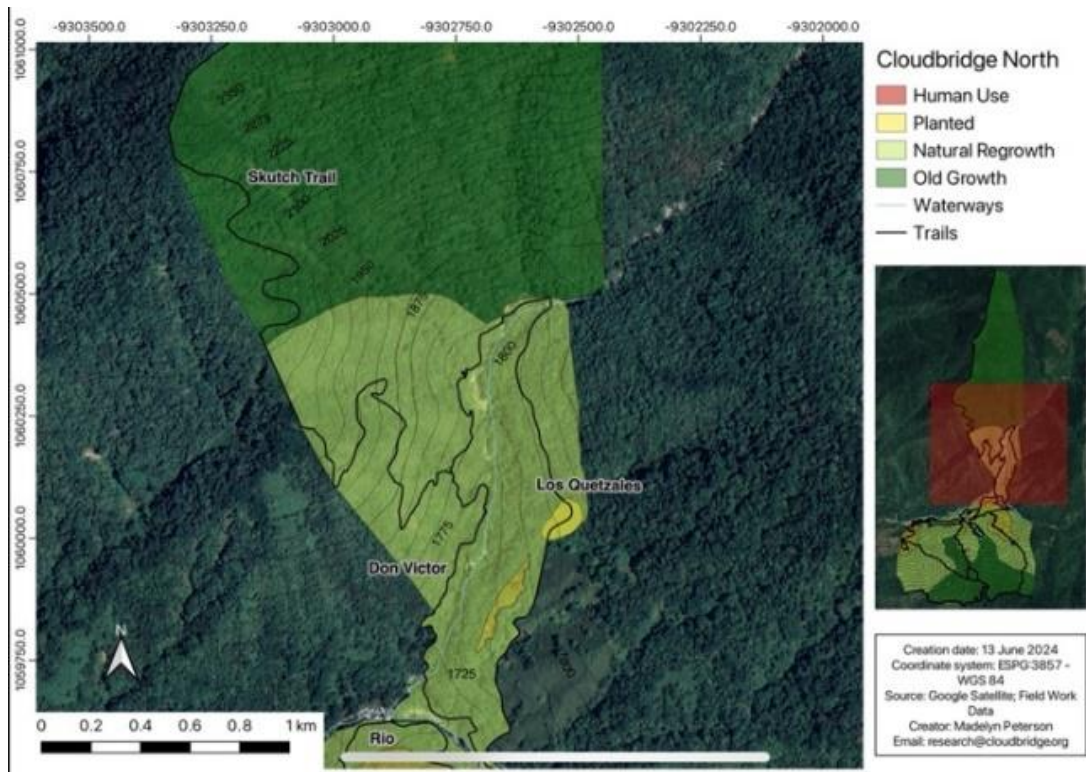 -9303500.0 -9303250.0 -9303000.0 -9302750.0 -9302500.0 -9302250.0 -9302000.0
1061000.0
1060750.0
1060500.0
1060250.0
1060000.0
1059750.0
Skutch Trail
2025
1950
1875
1800
Los Quetzales
1775
Don Victor
1725
Rio
N
0 0.2 0.4 0.6 0.8 1 km
Cloudbridge North
Human Use
Planted
Natural Regrowth
Old Growth
Waterways
Trails
Creation date: 13 June 2024
Coordinate system: ESPG:3857 -
WGS 84
Source: Google Satellite; Field Work
Data
Creator: Madelyn Peterson
Email: research@cloudbridge.org